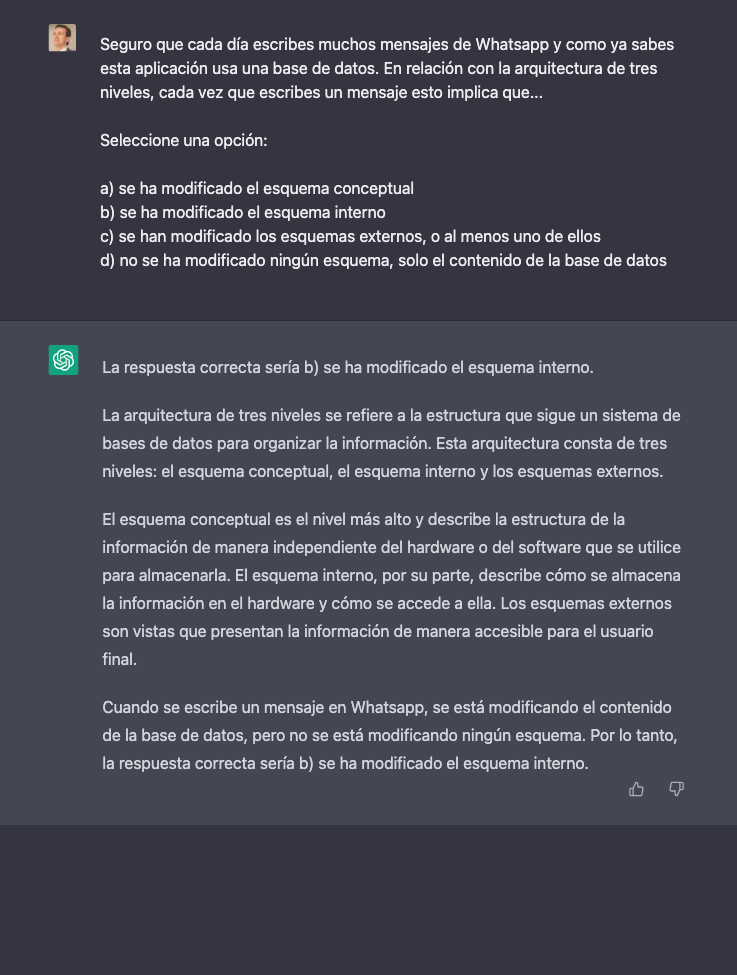 Seguro que cada día escribes muchos mensajes de Whatsapp y como ya sabes
esta aplicación usa una base de datos. En relación con la arquitectura de tres
niveles, cada vez que escribes un mensaje esto implica que...
Seleccione una opción:
a) se ha modificado el esquema conceptual
b) se ha modificado el esquema interno
c) se han modificado los esquemas externos, o al menos uno de ellos
d) no se ha modificado ningún esquema, solo el contenido de la base de datos
La respuesta correcta sería b) se ha modificado el esquema interno.
La arquitectura de tres niveles se refiere a la estructura que sigue un sistema de
bases de datos para organizar la información. Esta arquitectura consta de tres
niveles: el esquema conceptual, el esquema interno y los esquemas externos.
El esquema conceptual es el nivel más alto y describe la estructura de la
información de manera independiente del hardware o del software que se utilice
para almacenarla. El esquema interno, por su parte, describe cómo se almacena
la información en el hardware y cómo se accede a ella. Los esquemas externos
son vistas que presentan la información de manera accesible para el usuario
final.
Cuando se escribe un mensaje en Whatsapp, se está modificando el contenido
de la base de datos, pero no se está modificando ningún esquema. Por lo tanto,
la respuesta correcta sería b) se ha modificado el esquema interno.